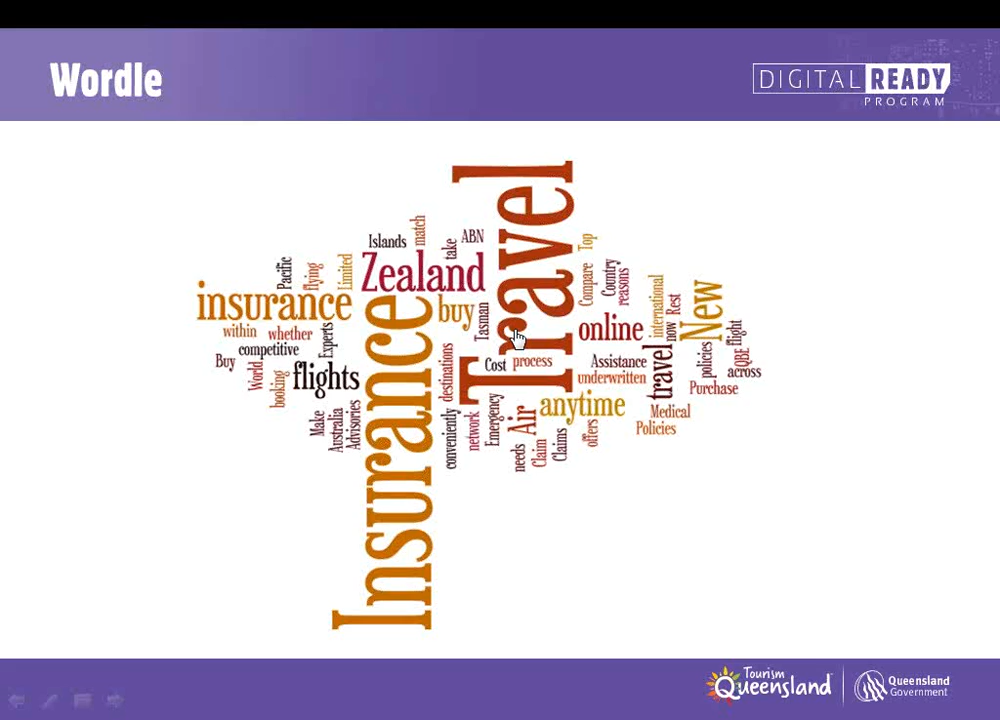 Wordle
DIGITAL READY
PROGRAM
Travel
Insurance
match
Islands
ABN
take
Top
Pacific
flying
Limited
Zealand
Compare
Country
reasons
insurance
buy
Tasman
online
international
Rest
now
New
flight
within
whether
Experts
competitive
Buy
World
booking
flights
destinations
Cost
process
Assistance
underwritten
travel
policies
QBE
across
Purchase
Make
Australia
Advisories
conveniently
network
Emergency
Air
anytime
Medical
Policies
offers
needs
Claim
Claims
Tourism
Queensland
Queensland
Government